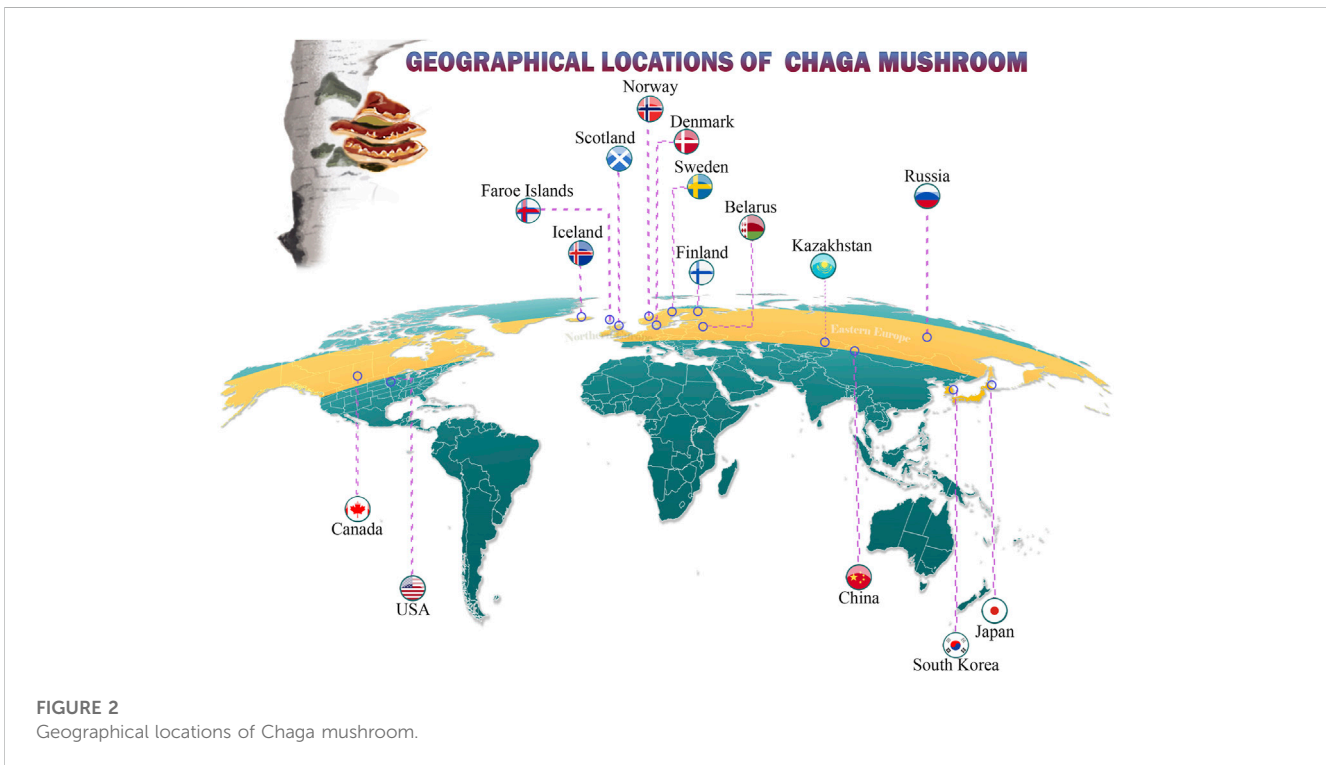 GEOGRAPHICAL LOCATIONS OF CHAGA MUSHROOM
Norway
Denmark
Scotland
Sweden
Russia
Faroe Islands
Belarus
Iceland
Finland
Kazakhstan
Eastern Europe
Canada
USA
China
Japan
South Korea
FIGURE 2
Geographical locations of Chaga mushroom.